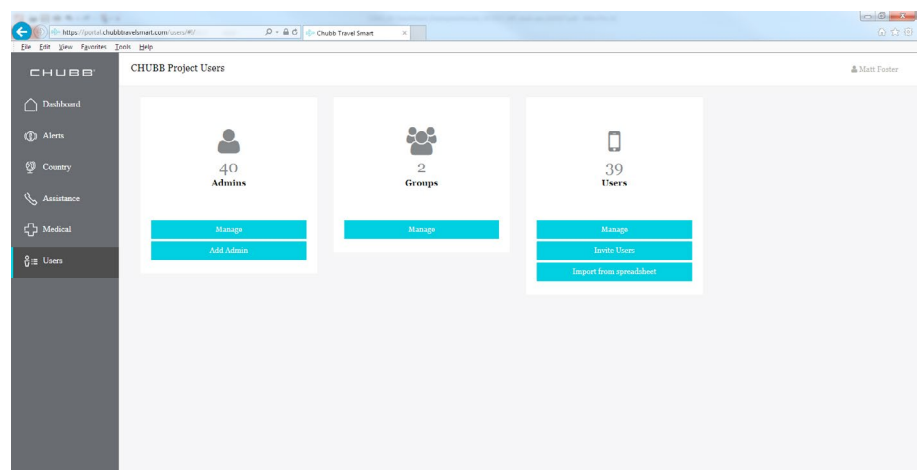 https://portal.chubbtravelsmart.com/users/#/
Chubb Travel Smart
File Edit View Favorites Tools Help
CHUBB
CHUBB Project Users
Matt Foster
Dashboard
Alerts
Country
Assistance
Medical
Users
40
Admins
Manage
Add Admin
2
Groups
Manage
39
Users
Manage
Invite Users
Import from spreadsheet